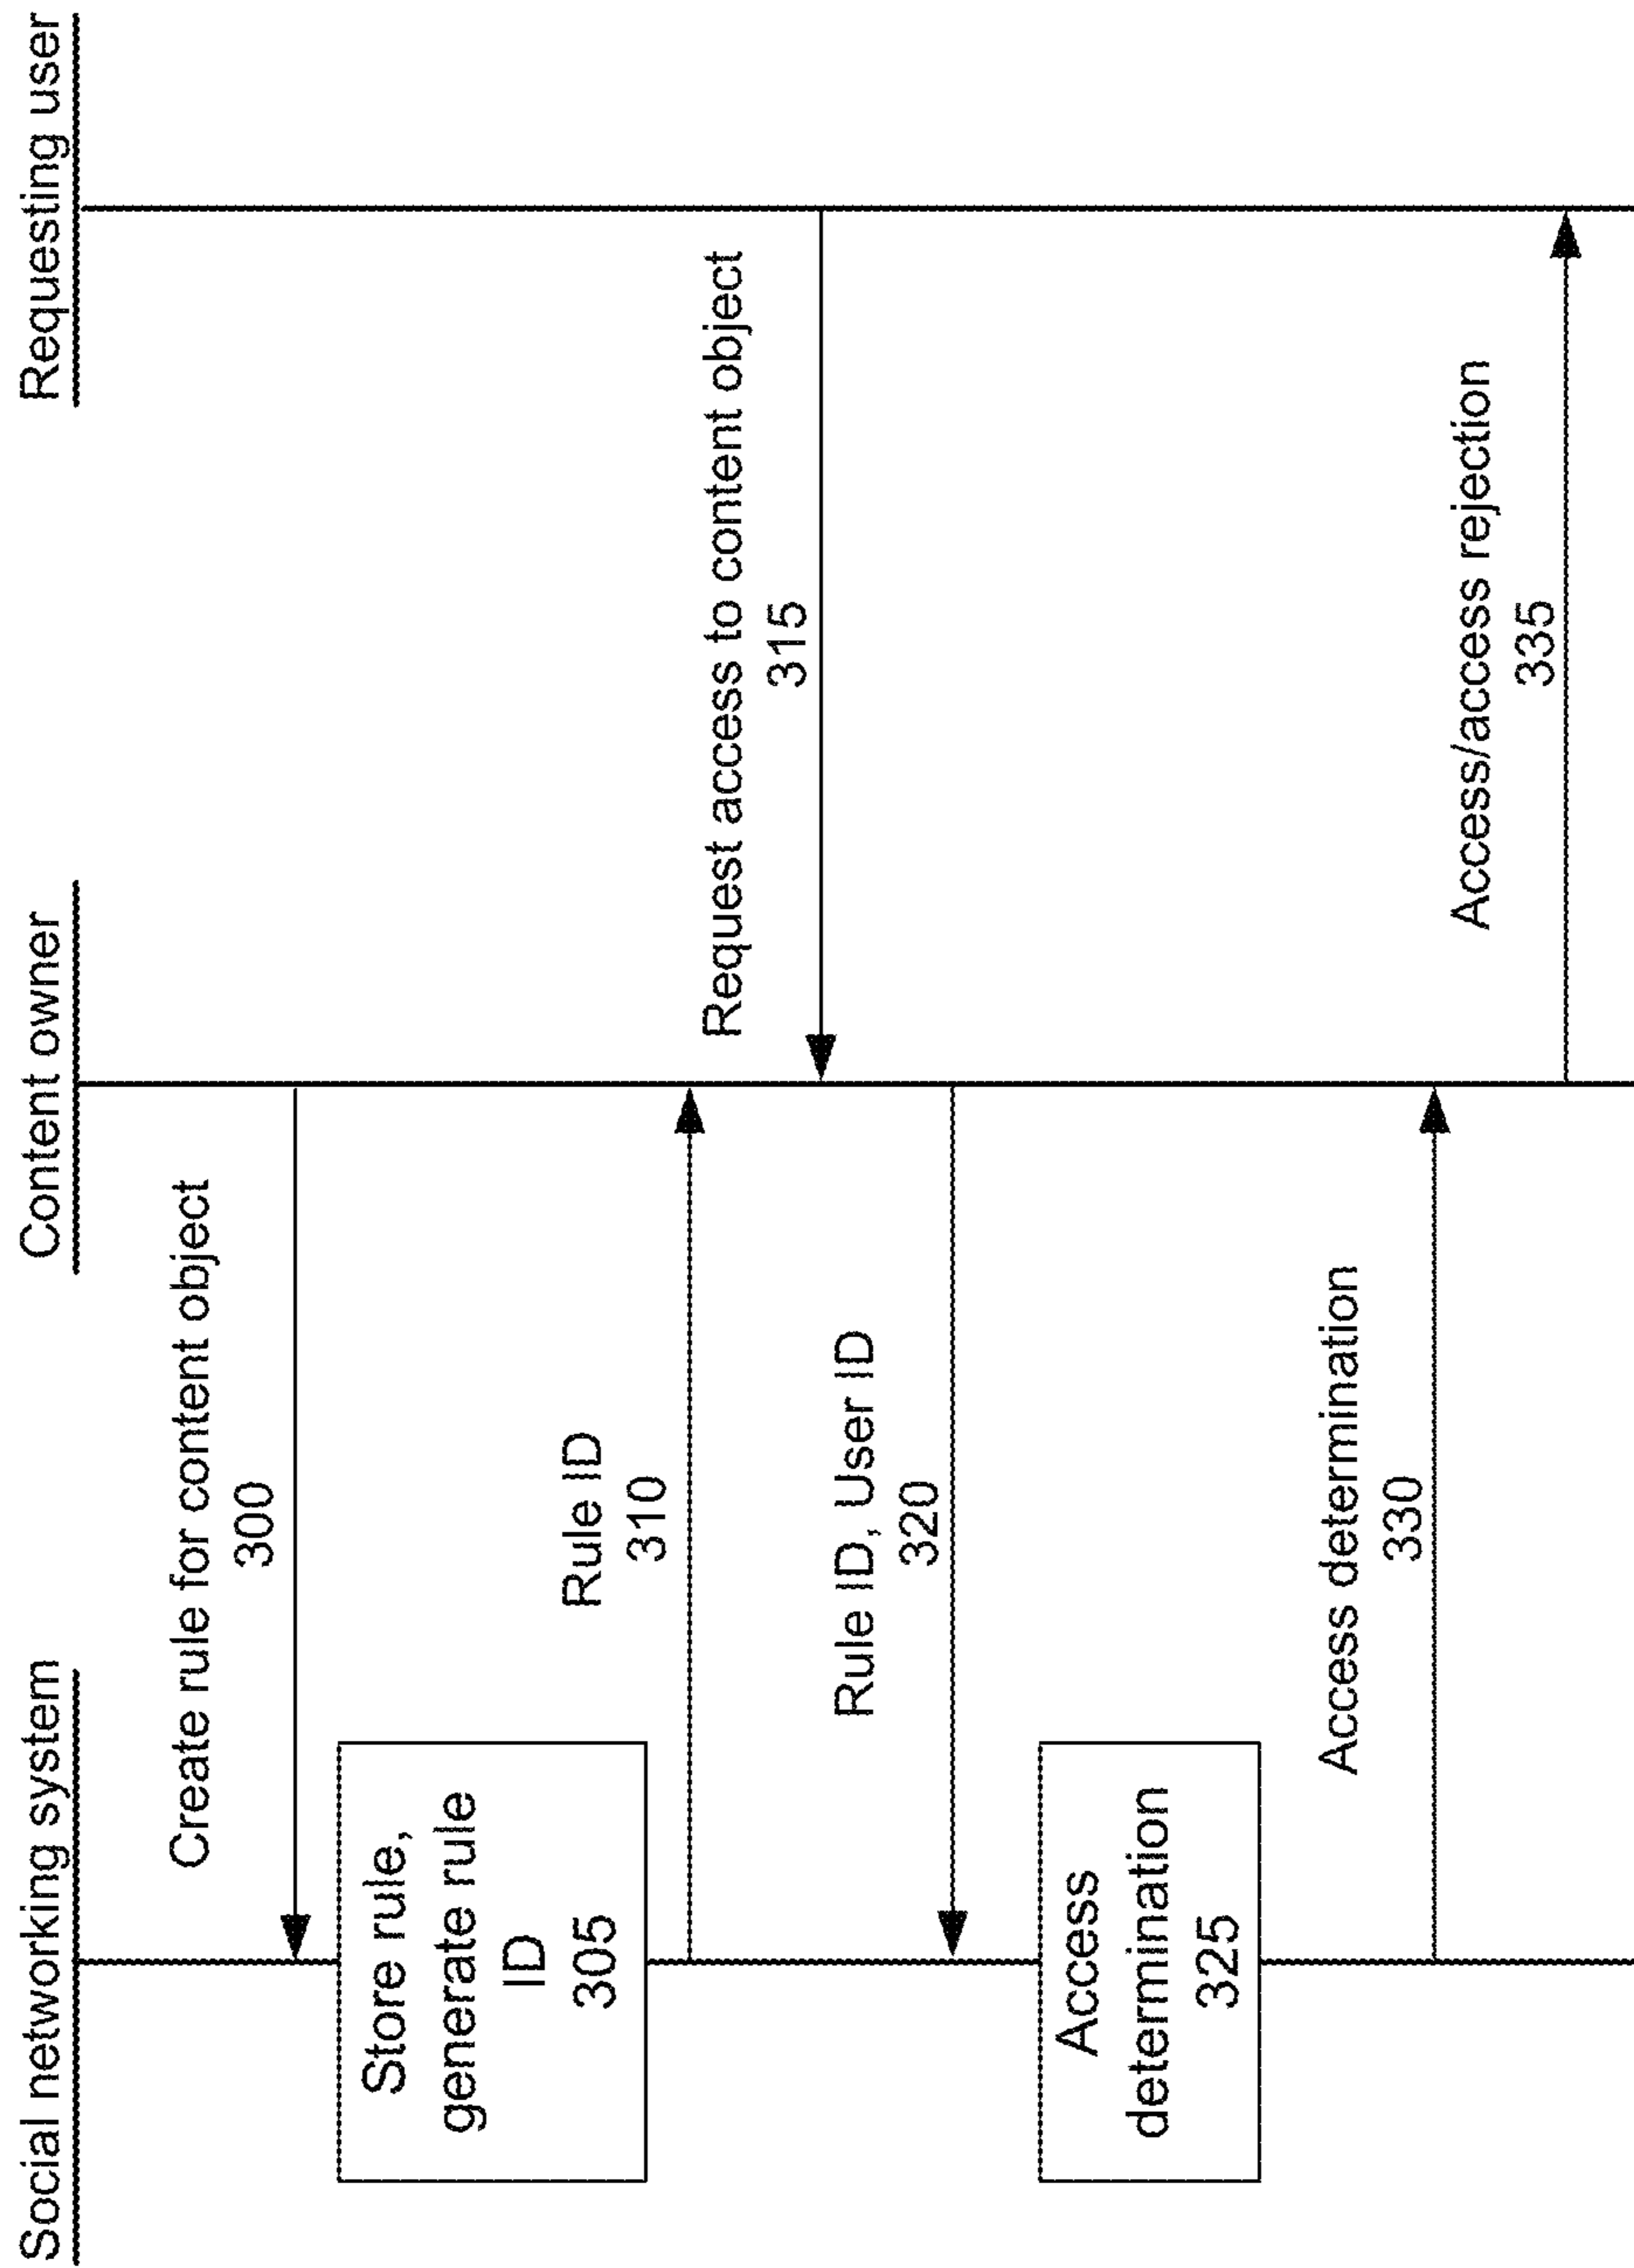 Social networking system
Content owner
Requesting user
Create rule for content object
300
Store rule,
generate rule
ID
305
Rule ID
310
Request access to content object
315
Rule ID, User ID
320
Access
determination
325
Access determination
330
Access/access rejection
335